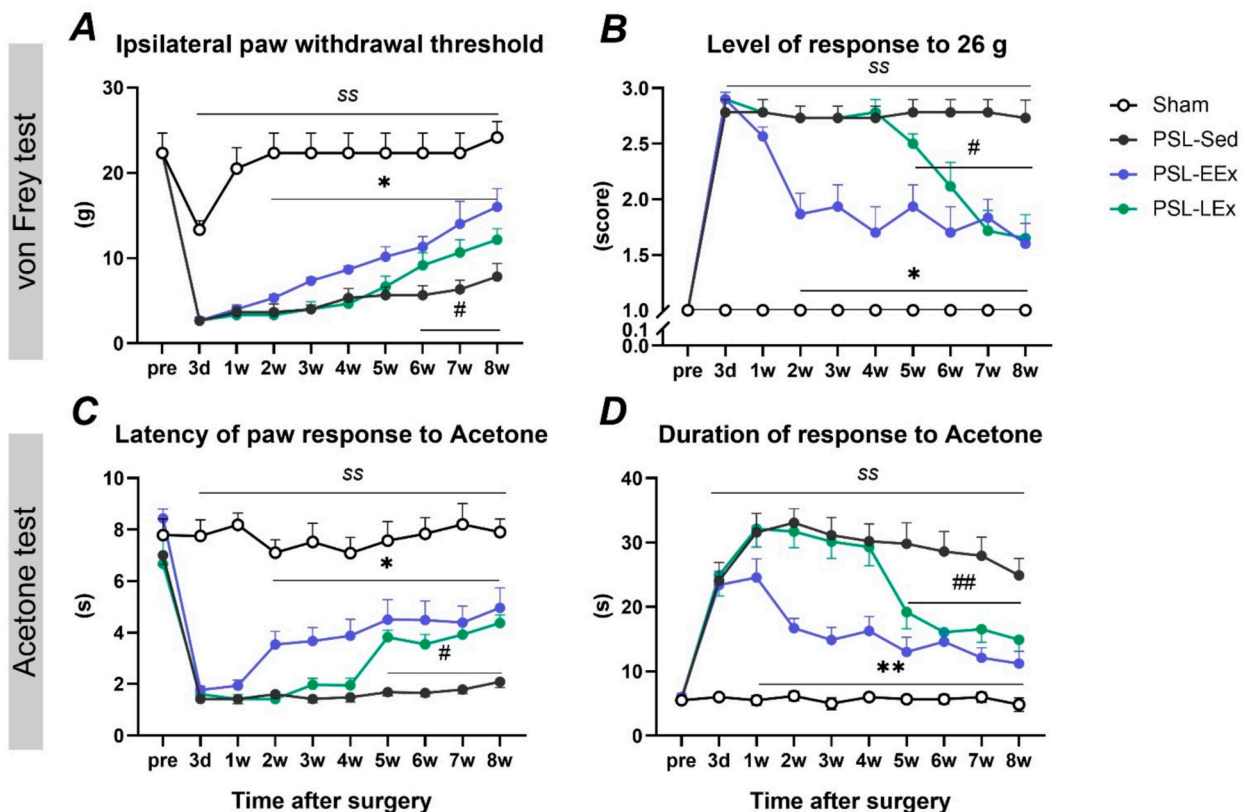 A Ipsilateral paw withdrawal threshold
von Frey test
(g)
30
20
10
0
ss
*
#
pre 3d 1w 2w 3w 4w 5w 6w 7w 8w
B Level of response to 26 g
(score)
3.0
2.5
2.0
1.5
1.0
0.1
0.0
ss
#
*
pre 3d 1w 2w 3w 4w 5w 6w 7w 8w
Sham
PSL-Sed
PSL-EEx
PSL-LEx
C Latency of paw response to Acetone
Acetone test
(s)
10
8
6
4
2
0
ss
*
#
pre 3d 1w 2w 3w 4w 5w 6w 7w 8w
Time after surgery
D Duration of response to Acetone
(s)
40
30
20
10
0
ss
##
**
pre 3d 1w 2w 3w 4w 5w 6w 7w 8w
Time after surgery